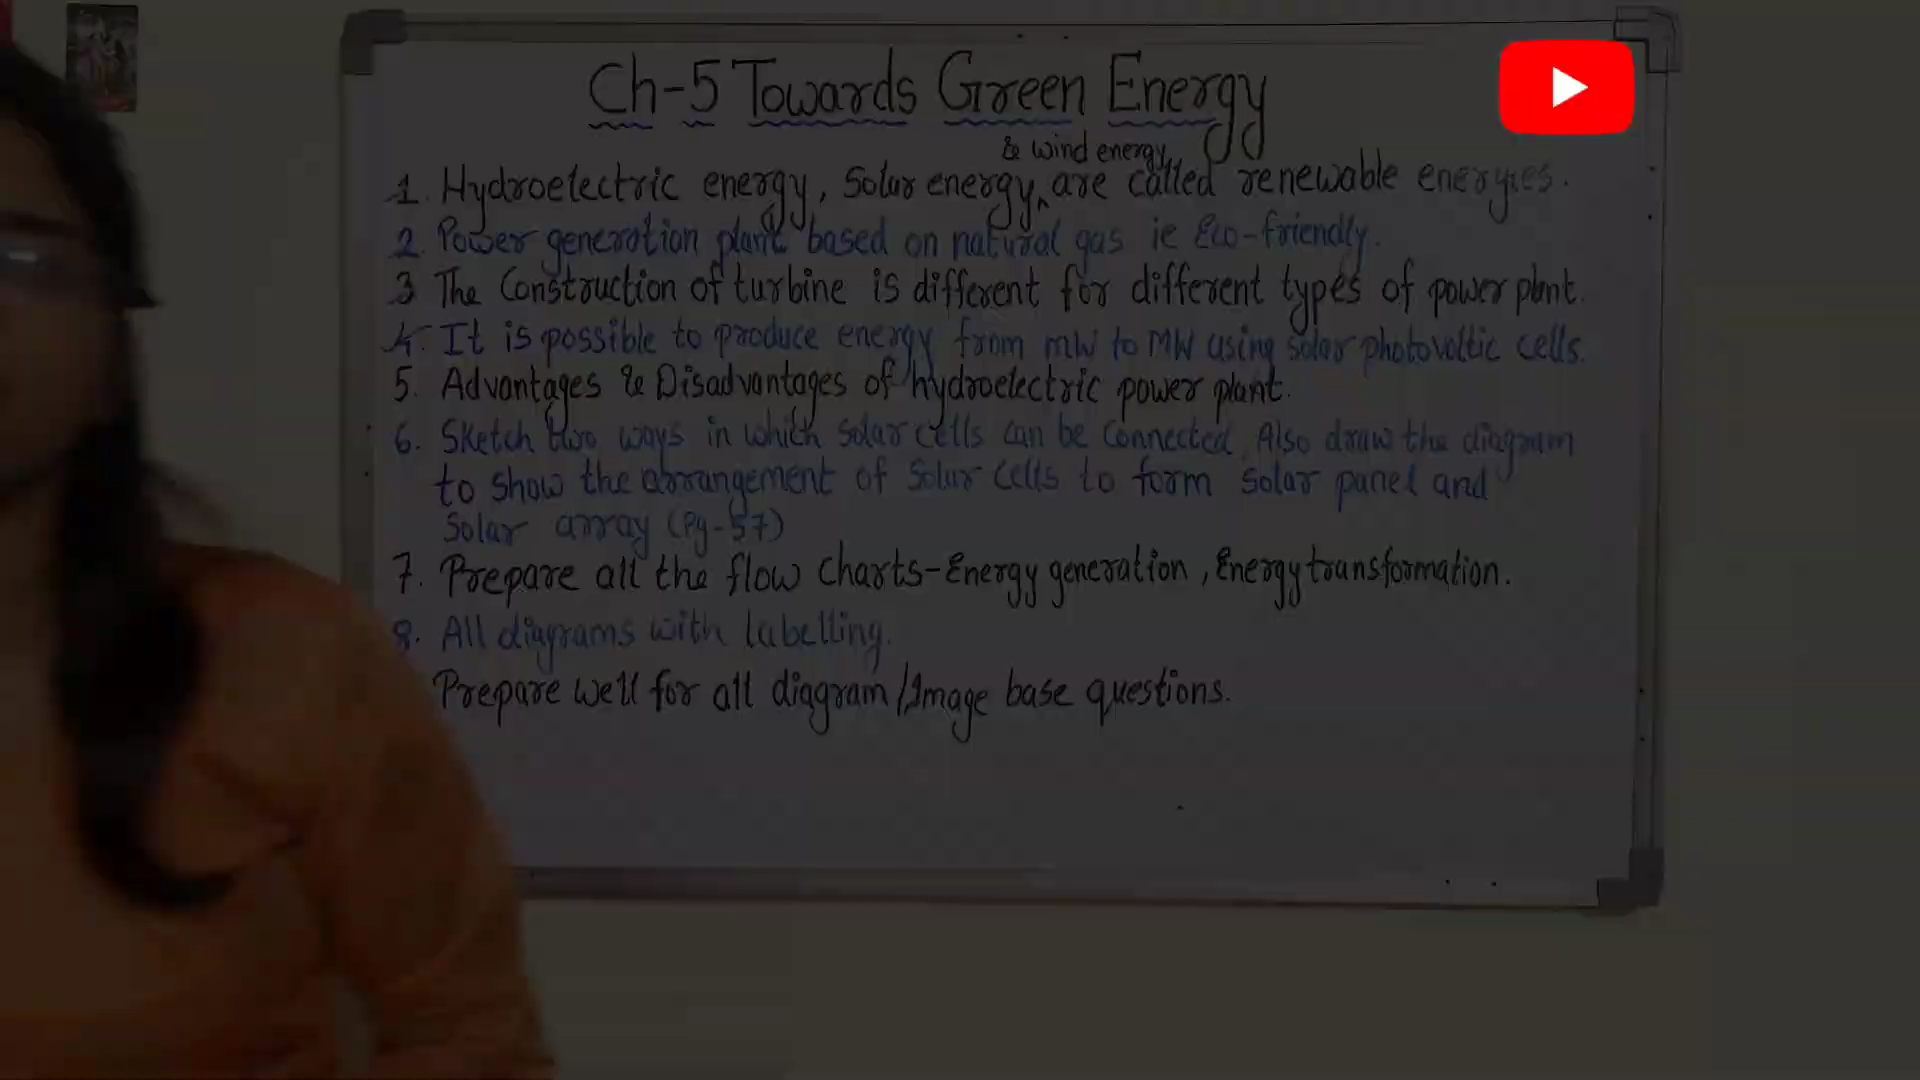 Ch-5 Towards Green Energy
& wind energy
1. Hydroelectric energy, Solar energy, are called renewable energies.
2. Power generation plant based on natural gas ie Eco-friendly.
3 The Construction of turbine is different for different types of power plant.
4. It is possible to produce energy from mW to MW using solar photovoltic cells.
5. Advantages & Disadvantages of hydroelectric power plant.
6. Sketch two ways in which solar cells can be connected. Also draw the diagram
to show the arrangement of Solar Cells to form Solar panel and
Solar array (Pg-57)
7. Prepare all the flow charts-Energy generation, Energy transformation.
8. All diagrams with labelling.
Prepare well for all diagram/Image base questions.